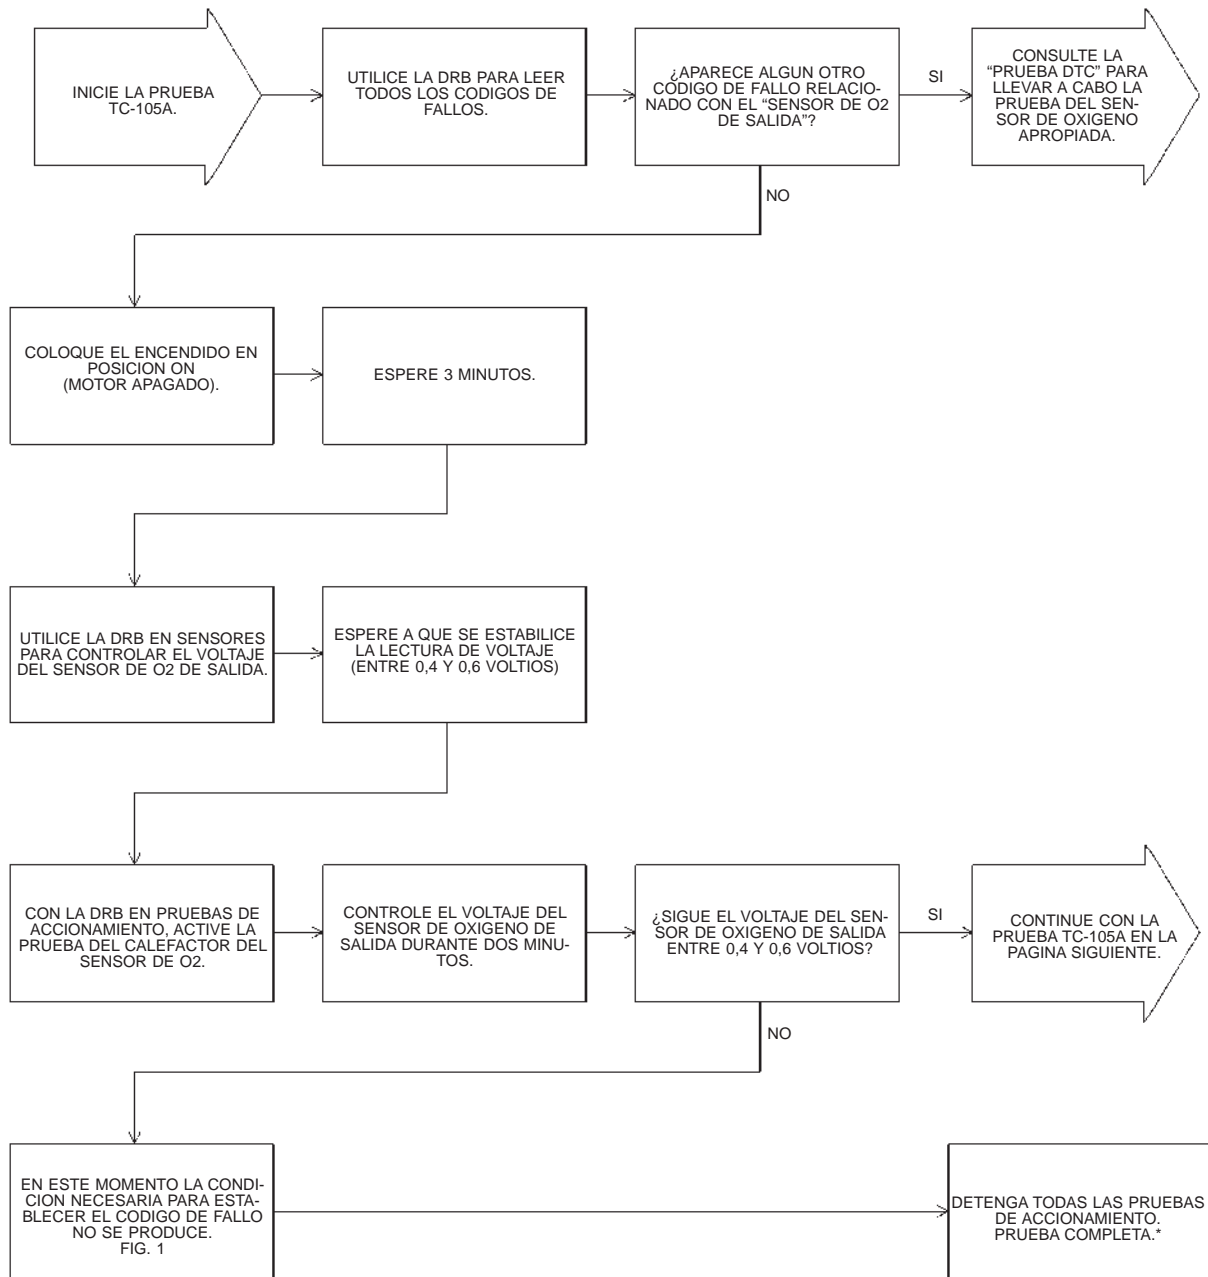 INICIE LA PRUEBA
TC-105A.
UTILICE LA DRB PARA LEER
TODOS LOS CODIGOS DE
FALLOS.
¿APARECE ALGUN OTRO
CODIGO DE FALLO RELACIO-
NADO CON EL “SENSOR DE O2
DE SALIDA”?
SI
CONSULTE LA
“PRUEBA DTC” PARA
LLEVAR A CABO LA
PRUEBA DEL SEN-
SOR DE OXIGENO
APROPIADA.
NO
COLOQUE EL ENCENDIDO EN
POSICION ON
(MOTOR APAGADO).
ESPERE 3 MINUTOS.
UTILICE LA DRB EN SENSORES
PARA CONTROLAR EL VOLTAJE
DEL SENSOR DE O2 DE SALIDA.
ESPERE A QUE SE ESTABILICE
LA LECTURA DE VOLTAJE
(ENTRE 0,4 Y 0,6 VOLTIOS)
CON LA DRB EN PRUEBAS DE
ACCIONAMIENTO, ACTIVE LA
PRUEBA DEL CALEFACTOR DEL
SENSOR DE O2.
CONTROLE EL VOLTAJE DEL
SENSOR DE OXIGENO DE
SALIDA DURANTE DOS MINU-
TOS.
¿SIGUE EL VOLTAJE DEL SEN-
SOR DE OXIGENO DE SALIDA
ENTRE 0,4 Y 0,6 VOLTIOS?
SI
CONTINUE CON LA
PRUEBA TC-105A EN LA
PAGINA SIGUIENTE.
NO
EN ESTE MOMENTO LA CONDI-
CION NECESARIA PARA ESTA-
BLECER EL CODIGO DE FALLO
NO SE PRODUCE.
FIG. 1
DETENGA TODAS LAS PRUEBAS
DE ACCIONAMIENTO.
PRUEBA COMPLETA.*